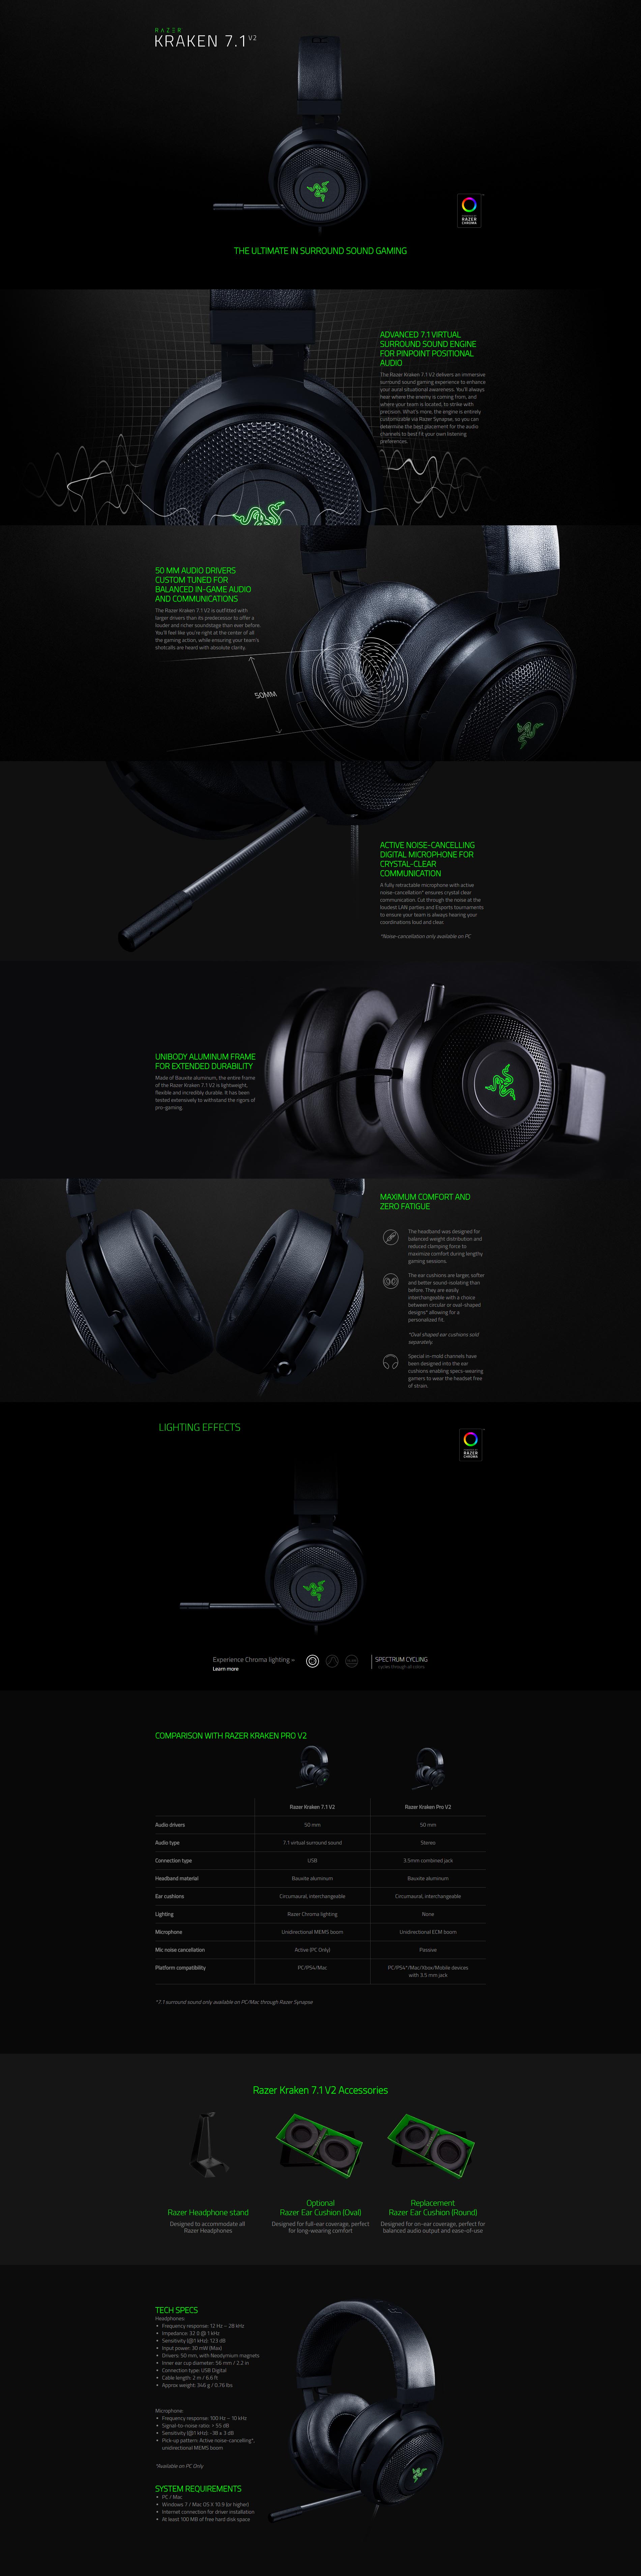 RAZER
KRAKEN 7.1 V2
RAZER
CHROMA
THE ULTIMATE IN SURROUND SOUND GAMING
ADVANCED 7.1 VIRTUAL
SURROUND SOUND ENGINE
FOR PINPOINT POSITIONAL
AUDIO
The Razer Kraken 7.1 V2 delivers an immersive
surround sound gaming experience to enhance
your aural situational awareness. You'll always
hear where the enemy is coming from, and
where your team is located, to strike with
precision. What's more, the engine is entirely
customizable via Razer Synapse, so you can
determine the best placement for the audio
channels to best fit your own listening
preferences.
50 MM AUDIO DRIVERS
CUSTOM TUNED FOR
BALANCED IN-GAME AUDIO
AND COMMUNICATIONS
The Razer Kraken 7.1 V2 is outfitted with
larger drivers than its predecessor to offer a
louder and richer soundstage than ever before.
You'll feel like you're right at the center of all
the gaming action, while ensuring your team's
shotcalls are heard with absolute clarity.
50MM
ACTIVE NOISE-CANCELLING
DIGITAL MICROPHONE FOR
CRYSTAL-CLEAR
COMMUNICATION
A fully retractable microphone with active
noise-cancellation* ensures crystal clear
communication. Cut through the noise at the
loudest LAN parties and Esports tournaments
to ensure your team is always hearing your
coordinations loud and clear.
*Noise-cancellation only available on PC
UNIBODY ALUMINUM FRAME
FOR EXTENDED DURABILITY
Made of Bauxite aluminum, the entire frame
of the Razer Kraken 7.1 V2 is lightweight,
flexible and incredibly durable. It has been
tested extensively to withstand the rigors of
pro-gaming.
MAXIMUM COMFORT AND
ZERO FATIGUE
The headband was designed for
balanced weight distribution and
reduced clamping force to
maximize comfort during lengthy
gaming sessions.
The ear cushions are larger, softer
and better sound-isolating than
before. They are easily
interchangeable with a choice
between circular or oval-shaped
designs* allowing for a
personalized fit.
*Oval shaped ear cushions sold
separately.
Special in-mold channels have
been designed into the ear
cushions enabling specs-wearing
gamers to wear the headset free
of strain.
LIGHTING EFFECTS
RAZER
CHROMA
Experience Chroma lighting »
Learn more
SPECTRUM CYCLING
cycles through all colors
COMPARISON WITH RAZER KRAKEN PRO V2
Razer Kraken 7.1 V2 Razer Kraken Pro V2
Audio drivers 50 mm 50 mm
Audio type 7.1 virtual surround sound Stereo
Connection type USB 3.5mm combined jack
Headband material Bauxite aluminum Bauxite aluminum
Ear cushions Circumaural, interchangeable Circumaural, interchangeable
Lighting Razer Chroma lighting None
Microphone Unidirectional MEMS boom Unidirectional ECM boom
Mic noise cancellation Active (PC Only) Passive
Platform compatibility PC/PS4/Mac PC/PS4*/Mac/Xbox/Mobile devices
with 3.5 mm jack
*7.1 surround sound only available on PC/Mac through Razer Synapse
Razer Kraken 7.1 V2 Accessories
Razer Headphone stand
Designed to accommodate all
Razer Headphones
Optional
Razer Ear Cushion (Oval)
Designed for full-ear coverage, perfect
for long-wearing comfort
Replacement
Razer Ear Cushion (Round)
Designed for on-ear coverage, perfect for
balanced audio output and ease-of-use
TECH SPECS
Headphones:
• Frequency response: 12 Hz – 28 kHz
• Impedance: 32 Ω @ 1 kHz
• Sensitivity (@1 kHz): 123 dB
• Input power: 30 mW (Max)
• Drivers: 50 mm, with Neodymium magnets
• Inner ear cup diameter: 56 mm / 2.2 in
• Connection type: USB Digital
• Cable length: 2 m / 6.6 ft
• Approx weight: 346 g / 0.76 lbs
Microphone:
• Frequency response: 100 Hz – 10 kHz
• Signal-to-noise ratio: > 55 dB
• Sensitivity (@1 kHz): -38 ± 3 dB
• Pick-up pattern: Active noise-cancelling*,
unidirectional MEMS boom
*Available on PC Only
SYSTEM REQUIREMENTS
• PC / Mac
• Windows 7 / Mac OS X 10.9 (or higher)
• Internet connection for driver installation
• At least 100 MB of free hard disk space